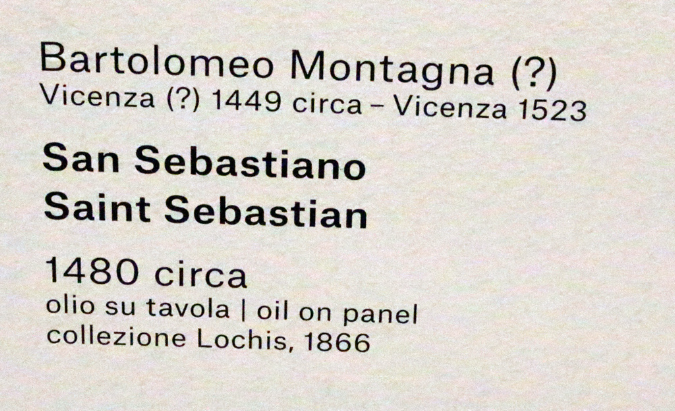 Bartolomeo Montagna (?)
Vicenza (?) 1449 circa – Vicenza 1523
San Sebastiano
Saint Sebastian
1480 circa
olio su tavola | oil on panel
collezione Lochis, 1866